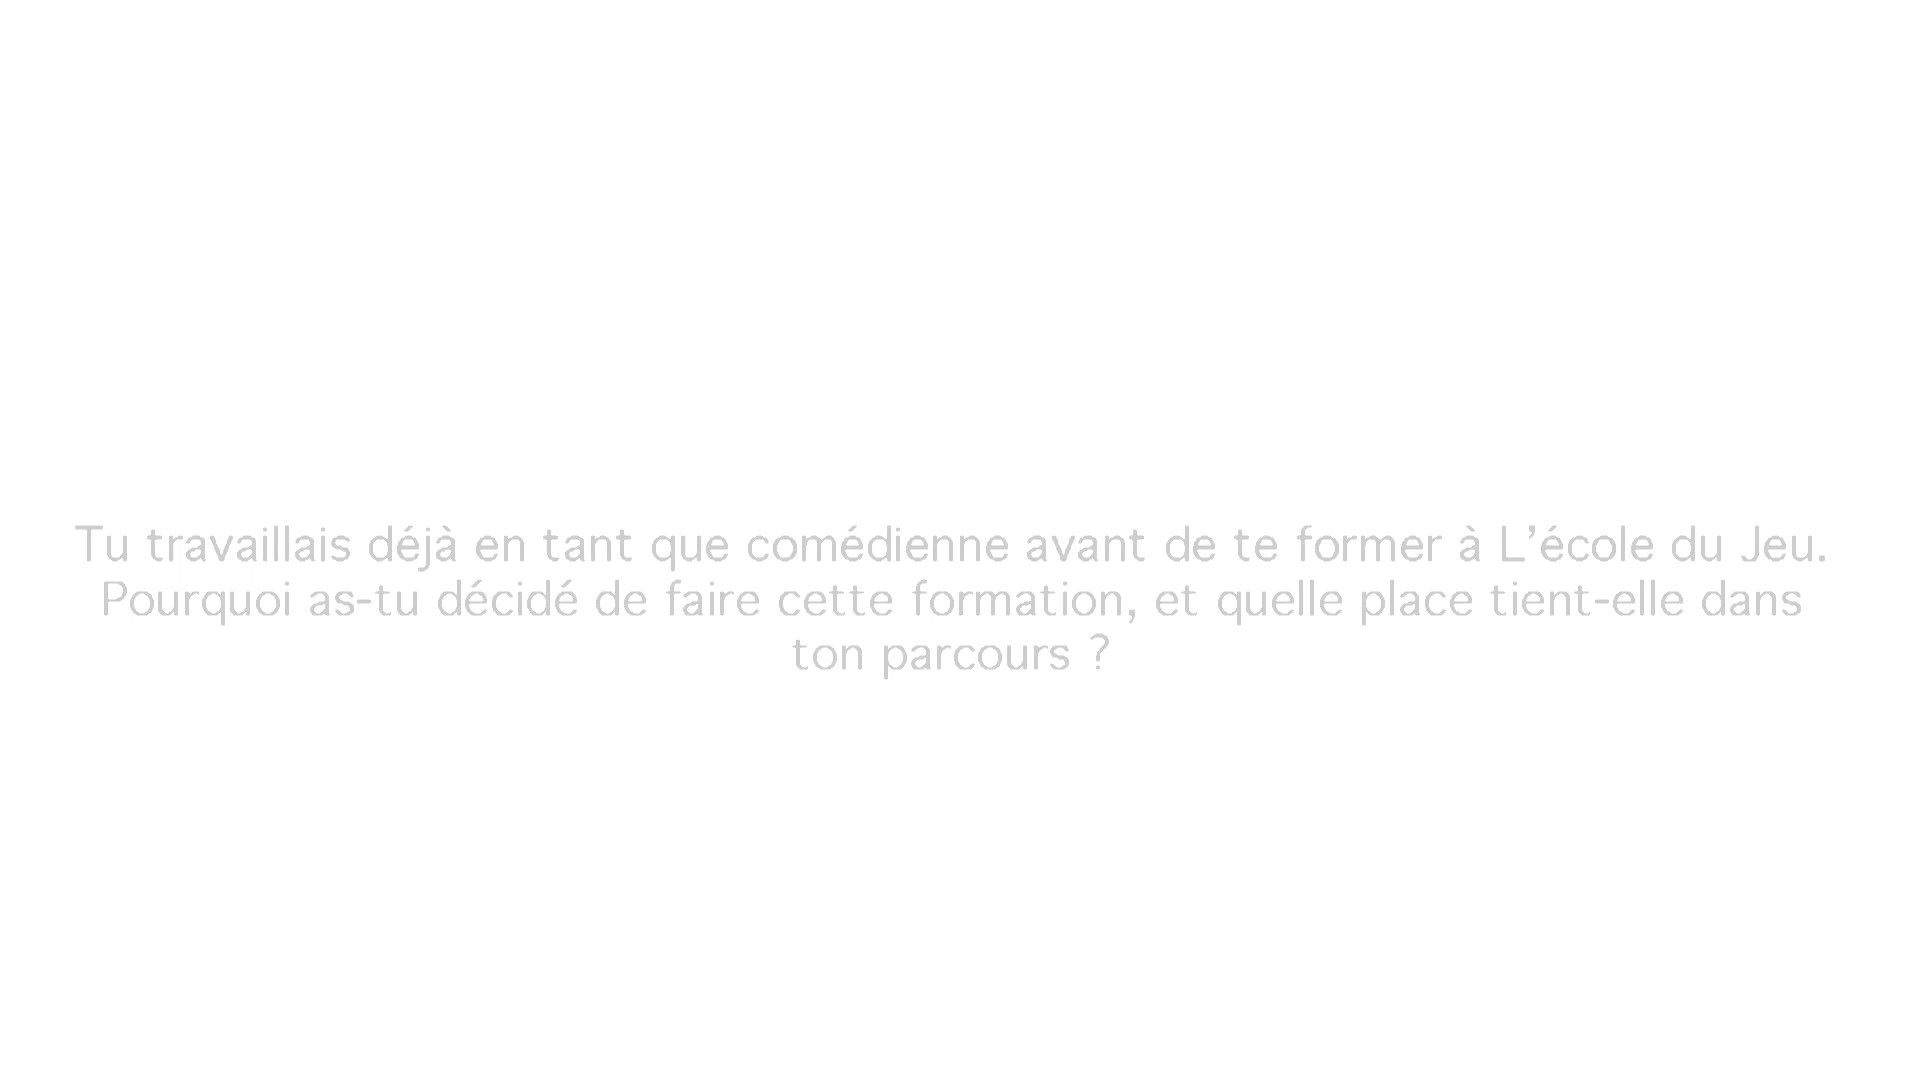 Tu travaillais déjà en tant que comédienne avant de te former à L’école du Jeu.
Pourquoi as-tu décidé de faire cette formation, et quelle place tient-elle dans
ton parcours ?